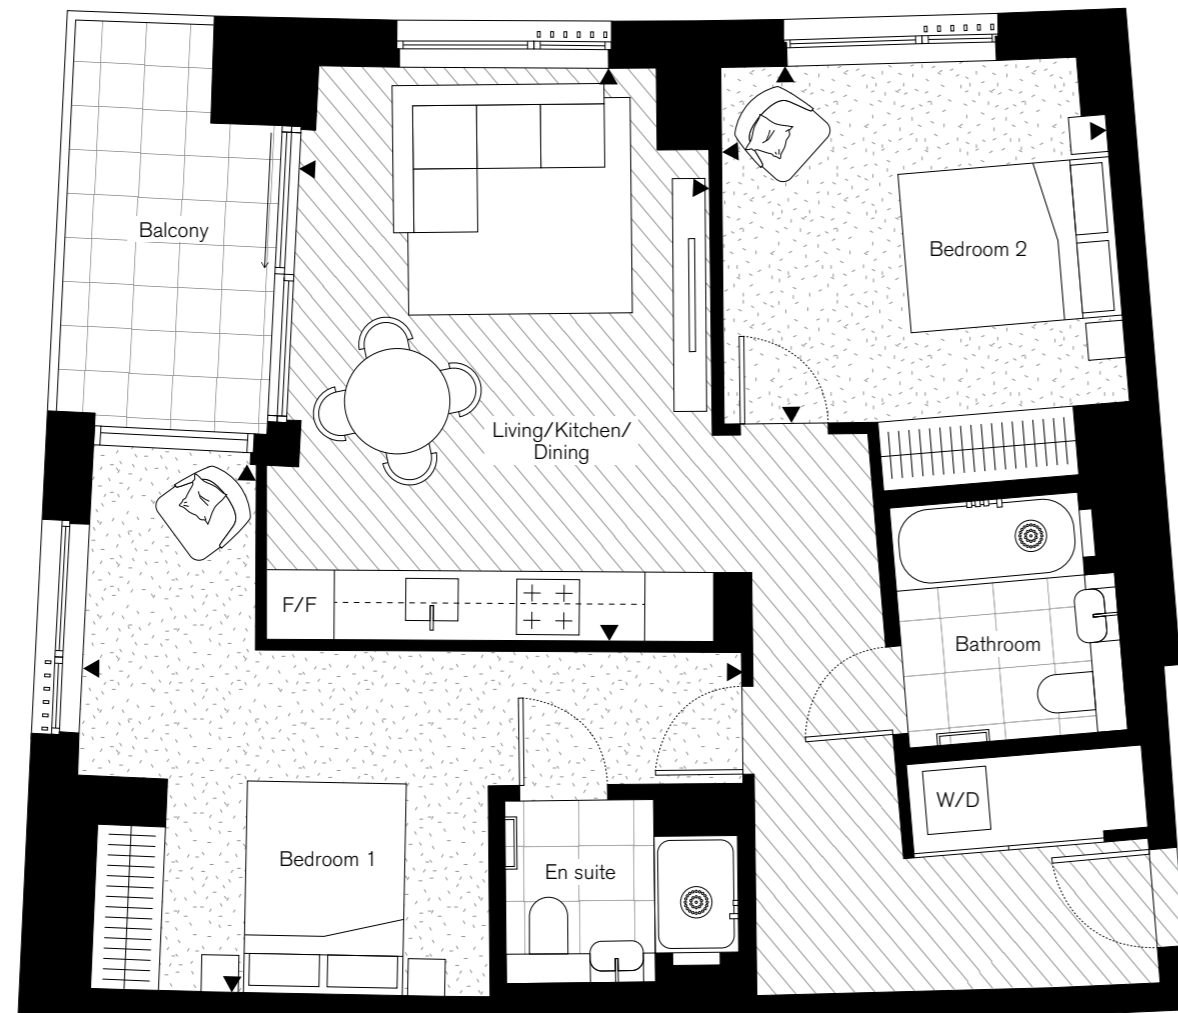 Balcony
Bedroom 2
Living/Kitchen/
Dining
F/F
Bathroom
W/D
Bedroom 1
En suite